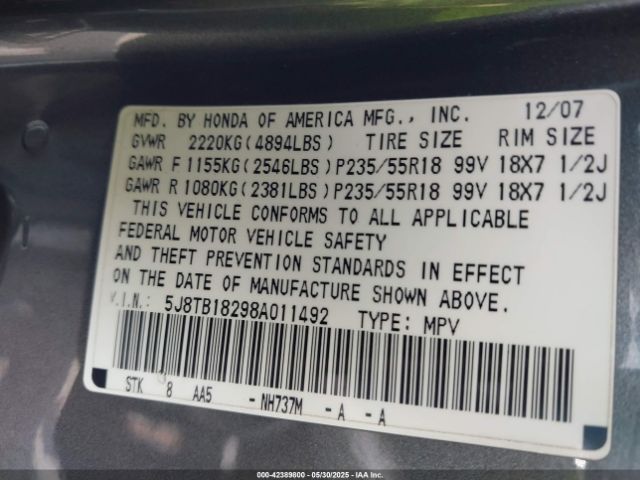 MFD. BY HONDA OF AMERICA MFG., INC. 12/07
GVWR 2220KG(4894LBS) TIRE SIZE RIM SIZE
GAWR F 1155KG(2546LBS)P235/55R18 99V 18X7 1/2J
GAWR R 1080KG(2381LBS)P235/55R18 99V 18X7 1/2J
THIS VEHICLE CONFORMS TO ALL APPLICABLE
FEDERAL MOTOR VEHICLE SAFETY
AND THEFT PREVENTION STANDARDS IN EFFECT
ON THE DATE OF MANUFACTURE SHOWN ABOVE.
V.I.N.: 5J8TB18298A011492 TYPE: MPV
STK 8 AA5 - NH737M - A - A
000-42389800 - 05/30/2025 - IAAHOLDINGS, LLC